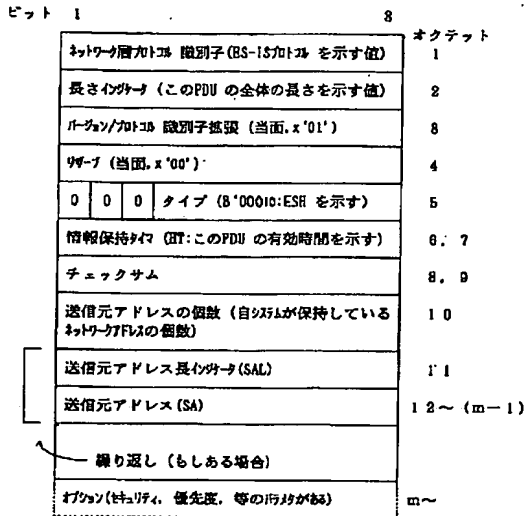 ビット 1 8
オクテット
ネットワーク層プロトコル 識別子(ES-ISプロトコル を示す値) 1
長さインジケータ (このPDU の全体の長さを示す値) 2
バージョン/プロトコル 識別子拡張 (当面, x'01') 3
リザーブ (当面, x'00') 4
0 0 0 タイプ (B'00010:ESH を示す) 5
情報保持タイマ (HT:このPDU の有効時間を示す) 6, 7
チェックサム 8, 9
送信元アドレスの個数 (自システムが保持している 10
ネットワークアドレスの個数)
送信元アドレス長インジケータ(SAL) 11
送信元アドレス(SA) 12~(m-1)
繰り返し (もしある場合)
オプション(セキュリティ, 優先度, 等のパラメタがある) m~